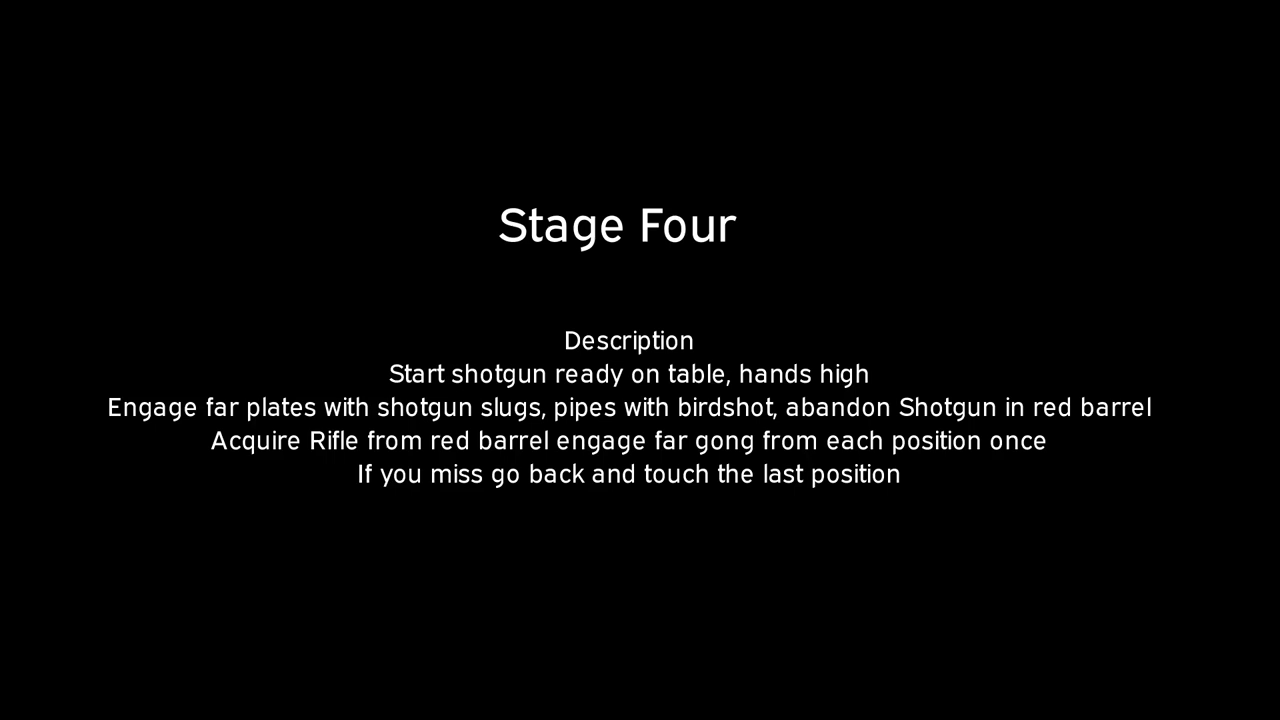 Stage Four
Description
Start shotgun ready on table, hands high
Engage far plates with shotgun slugs, pipes with birdshot, abandon Shotgun in red barrel
Acquire Rifle from red barrel engage far gong from each position once
If you miss go back and touch the last position